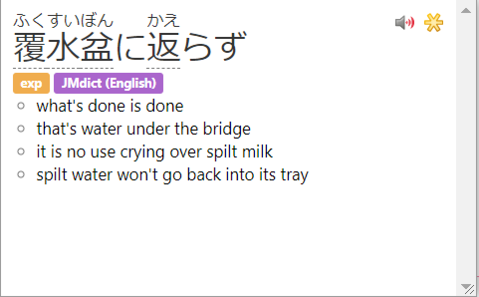 ふくすいぼん かえ
覆水盆に返らず
exp JMdict (English)
what's done is done
that's water under the bridge
it is no use crying over spilt milk
spilt water won't go back into its tray